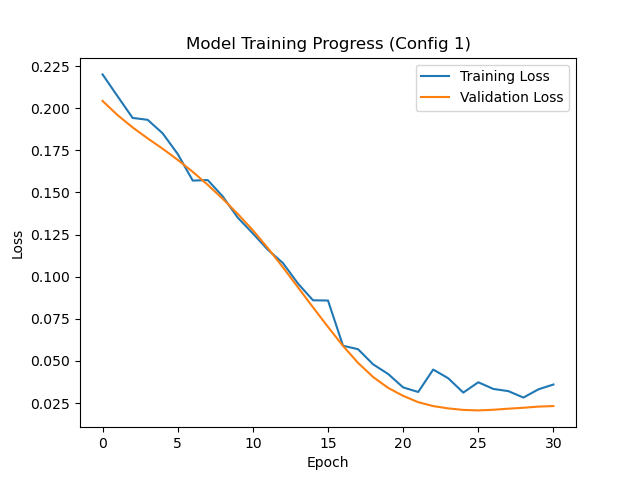 Model Training Progress (Config 1)
Training Loss
Validation Loss
Loss
0.225
0.200
0.175
0.150
0.125
0.100
0.075
0.050
0.025
0 5 10 15 20 25 30
Epoch